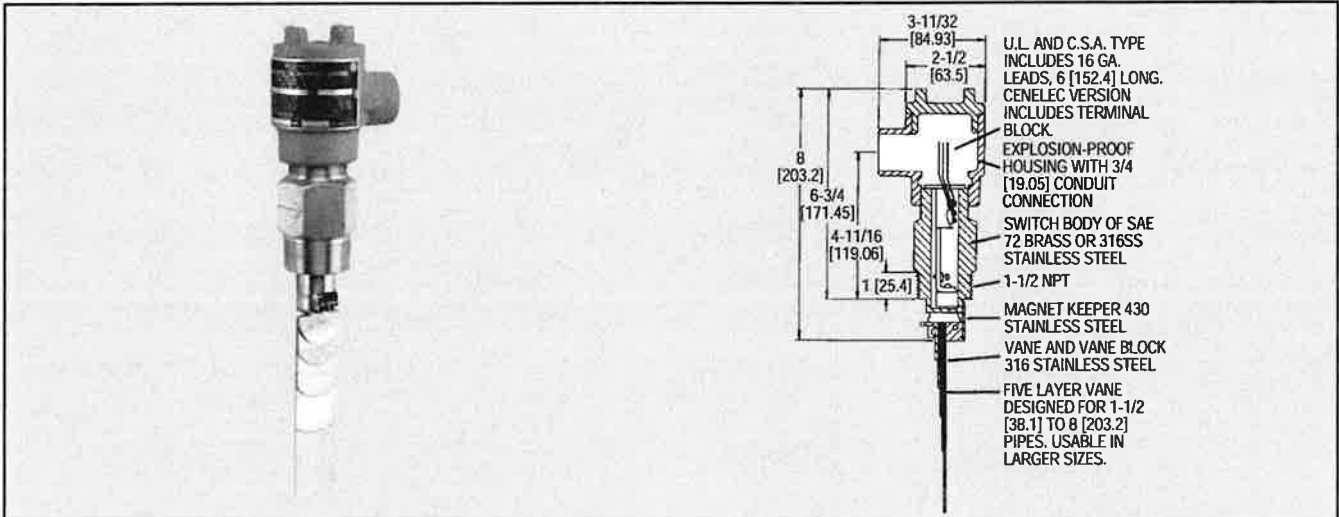 3-11/32
[84.93]
2-1/2
[63.5]
8
[203.2]
6-3/4
[171.45]
4-11/16
[119.06]
1 [25.4]
U.L. AND C.S.A. TYPE
INCLUDES 16 GA.
LEADS, 6 [152.4] LONG.
CENELEC VERSION
INCLUDES TERMINAL
BLOCK.
EXPLOSION-PROOF
HOUSING WITH 3/4
[19.05] CONDUIT
CONNECTION
SWITCH BODY OF SAE
72 BRASS OR 316SS
STAINLESS STEEL
1-1/2 NPT
MAGNET KEEPER 430
STAINLESS STEEL
VANE AND VANE BLOCK
316 STAINLESS STEEL
FIVE LAYER VANE
DESIGNED FOR 1-1/2
[38.1] TO 8 [203.2]
PIPES. USABLE IN
LARGER SIZES.